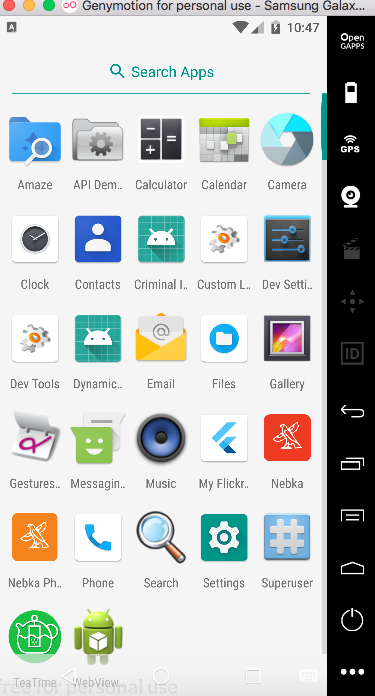 Genymotion for personal use - Samsung Galax...
A
10:47
Open
GAPPS
Search Apps
GPS
Amaze
API Dem..
Calculator
Calendar
Camera
Clock
Contacts
Criminal I..
Custom L..
Dev Setti..
ID
Dev Tools
Dynamic..
Email
Files
Gallery
Gestures..
Messagin..
Music
My Flickr..
Nebka
Nebka Ph..
Phone
Search
Settings
Superuser
TeaTime
WebView..
free for personal use